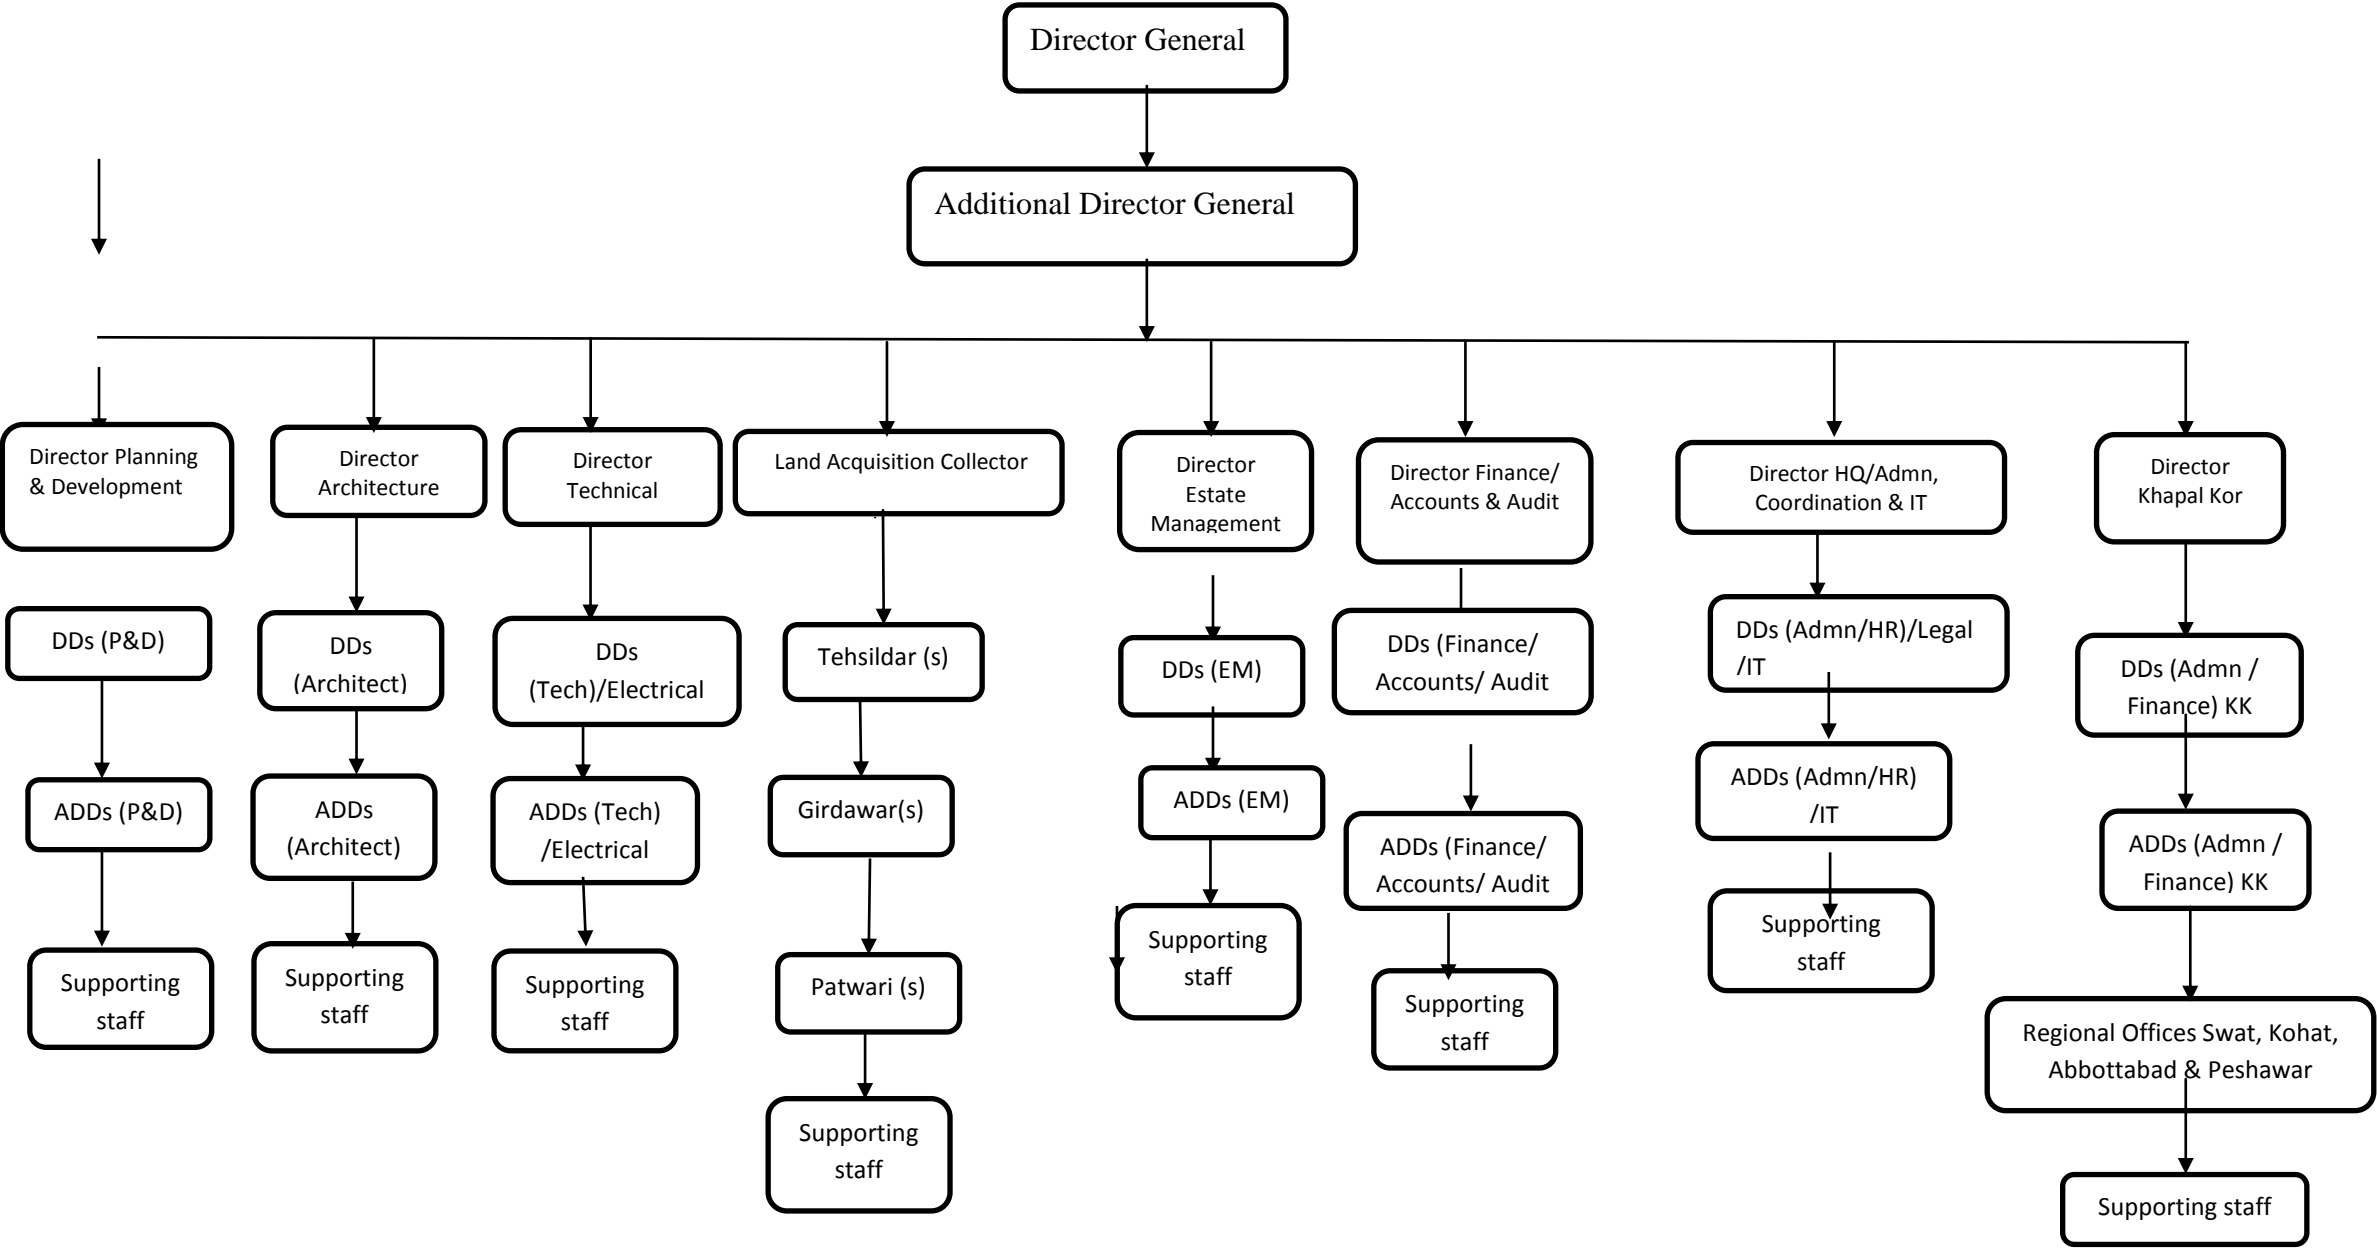 Director General
Additional Director General
Director Planning
& Development
Director
Architecture
Director
Technical
Land Acquisition Collector
Director
Estate
Management
Director Finance/
Accounts & Audit
Director HQ/Admn,
Coordination & IT
Director
Khapal Kor
DDs (P&D)
DDs
(Architect)
DDs
(Tech)/Electrical
Tehsildar (s)
DDs (EM)
DDs (Finance/
Accounts/ Audit
DDs (Admn/HR)/Legal
/IT
DDs (Admn /
Finance) KK
ADDs (P&D)
ADDs
(Architect)
ADDs (Tech)
/Electrical
Girdawar(s)
ADDs (EM)
ADDs (Finance/
Accounts/ Audit
ADDs (Admn/HR)
/IT
ADDs (Admn /
Finance) KK
Supporting
staff
Supporting
staff
Supporting
staff
Patwari (s)
Supporting
staff
Supporting
staff
Supporting
staff
Regional Offices Swat, Kohat,
Abbottabad & Peshawar
Supporting
staff
Supporting staff